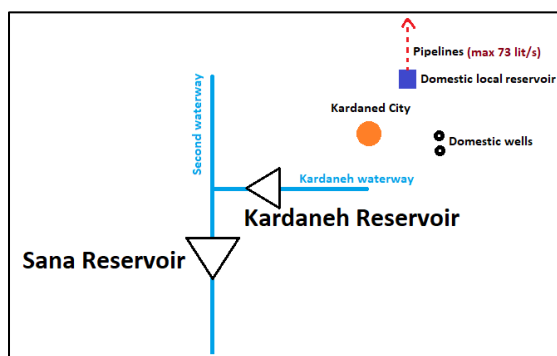 Pipelines (max 73 lit/s)
Domestic local reservoir
Kardaned City
Second waterway
Domestic wells
Kardaneh waterway
Kardaneh Reservoir
Sana Reservoir